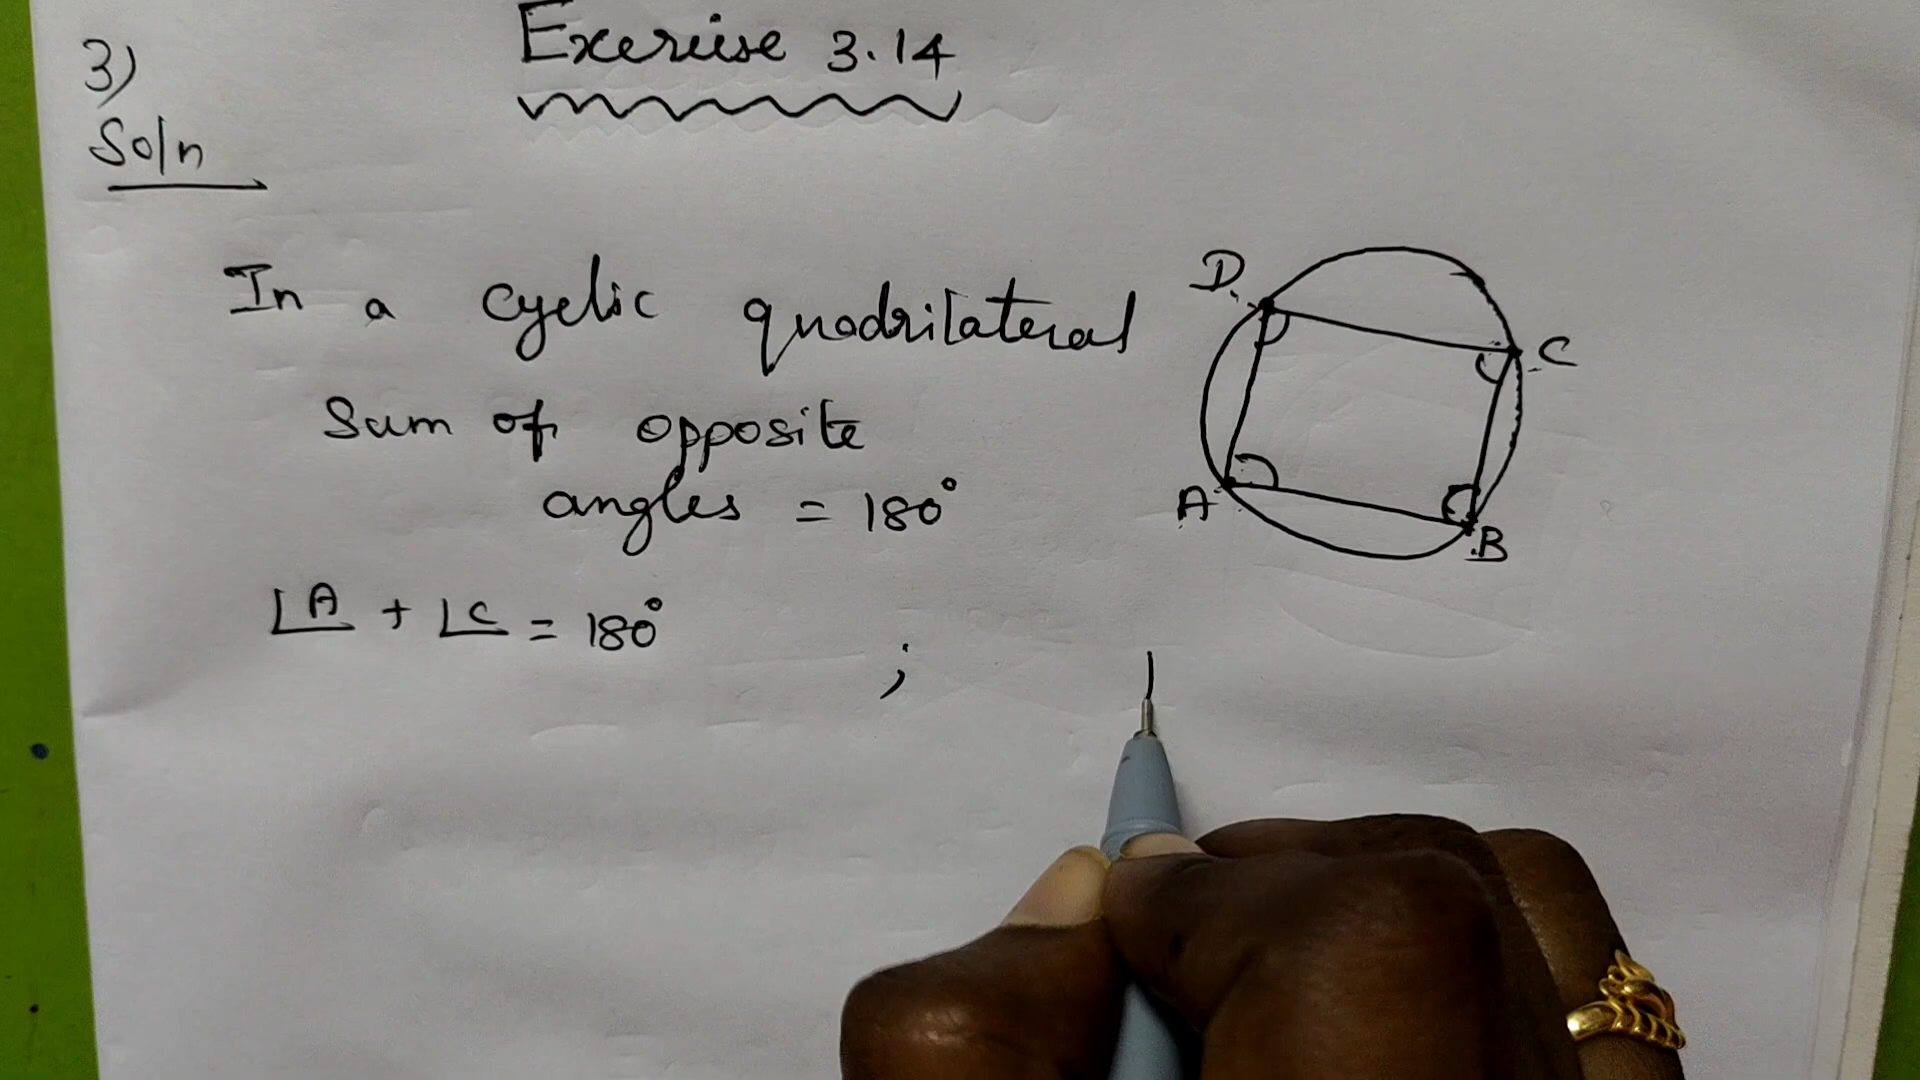 Exercise 3.14
3)
Soln
In a cyclic quadrilateral
Sum of opposite
angles = 180°
∠A + ∠C = 180° ;
D
C
A
B